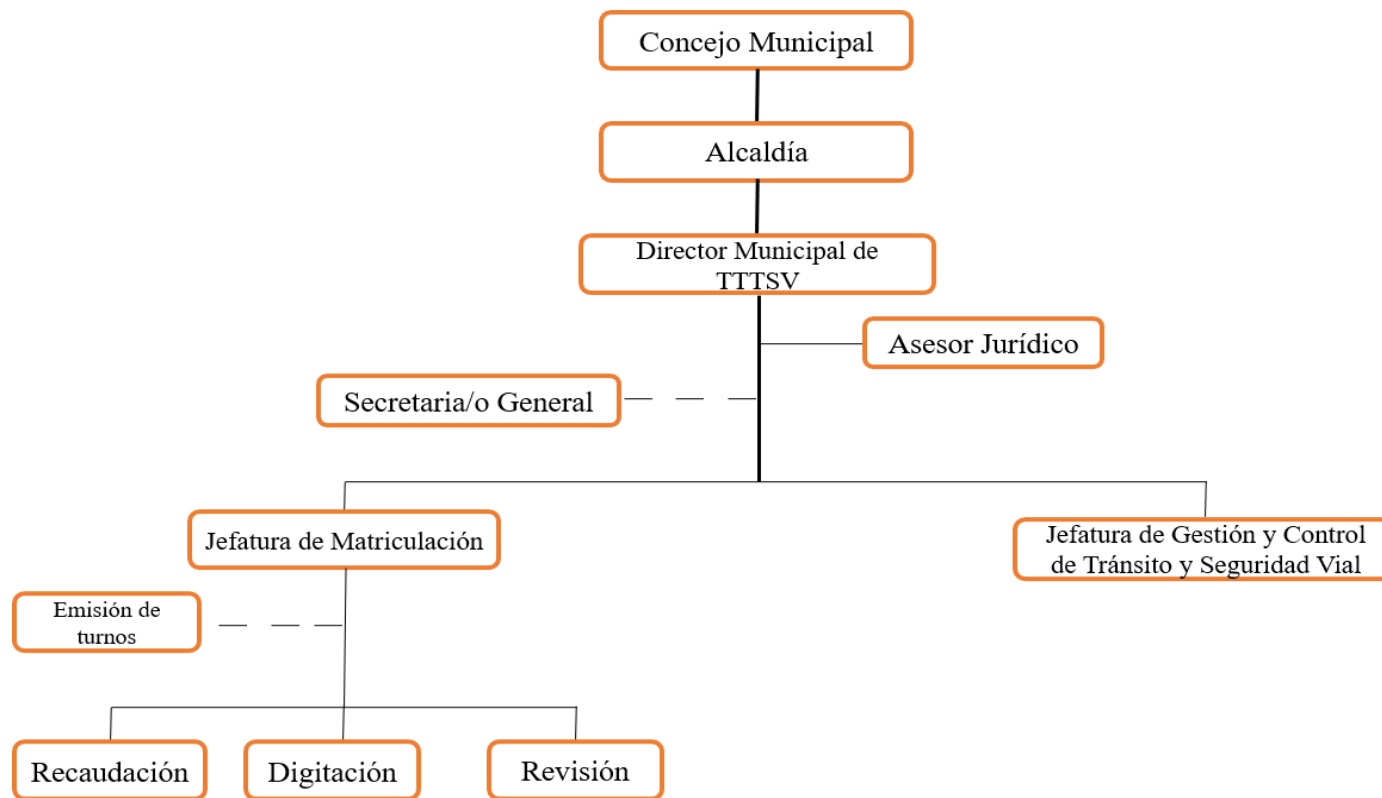 Concejo Municipal
Alcaldía
Director Municipal de
TTTSV
Asesor Jurídico
Secretaria/o General
Jefatura de Matriculación
Jefatura de Gestión y Control
de Tránsito y Seguridad Vial
Emisión de
turnos
Recaudación
Digitación
Revisión